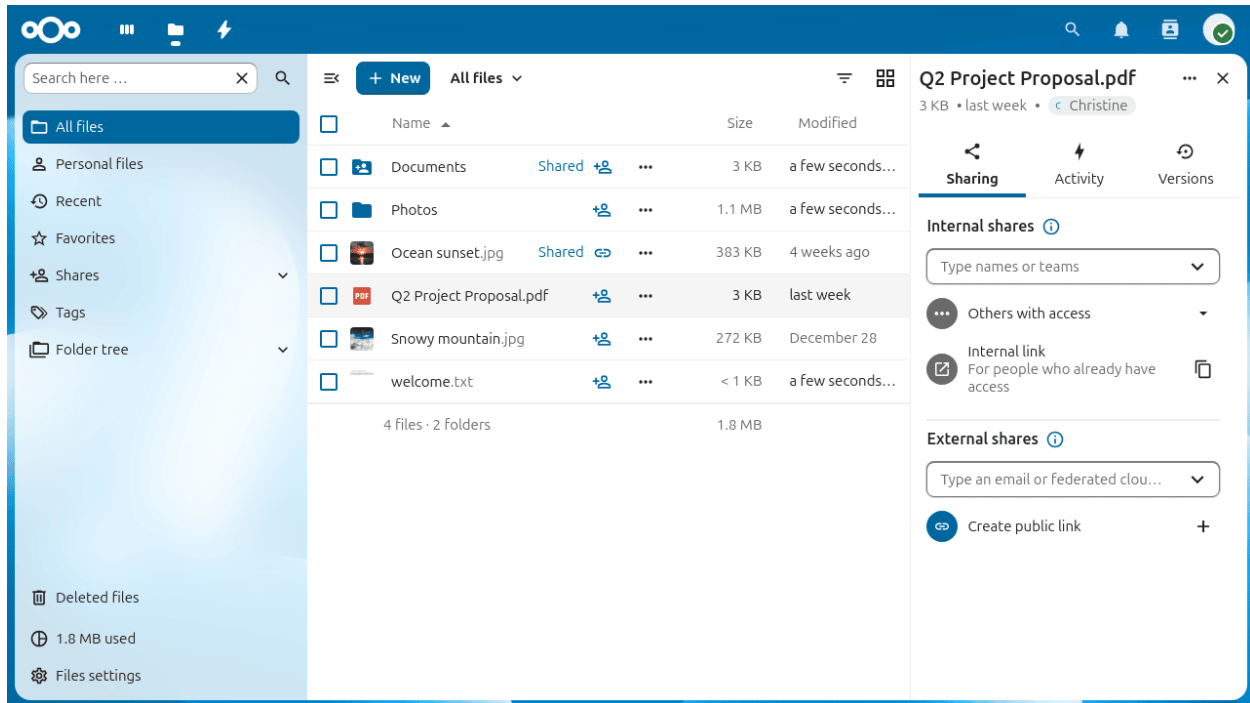 Search here …
All files
Personal files
Recent
Favorites
Shares
Tags
Folder tree
Deleted files
1.8 MB used
Files settings
+ New All files
Name Size Modified
Documents Shared 3 KB a few seconds…
Photos 1.1 MB a few seconds…
Ocean sunset.jpg Shared 383 KB 4 weeks ago
PDF Q2 Project Proposal.pdf 3 KB last week
Snowy mountain.jpg 272 KB December 28
welcome.txt < 1 KB a few seconds…
4 files · 2 folders 1.8 MB
Q2 Project Proposal.pdf
3 KB • last week • C Christine
Sharing Activity Versions
Internal shares
Type names or teams
Others with access
Internal link
For people who already have
access
External shares
Type an email or federated clou…
Create public link